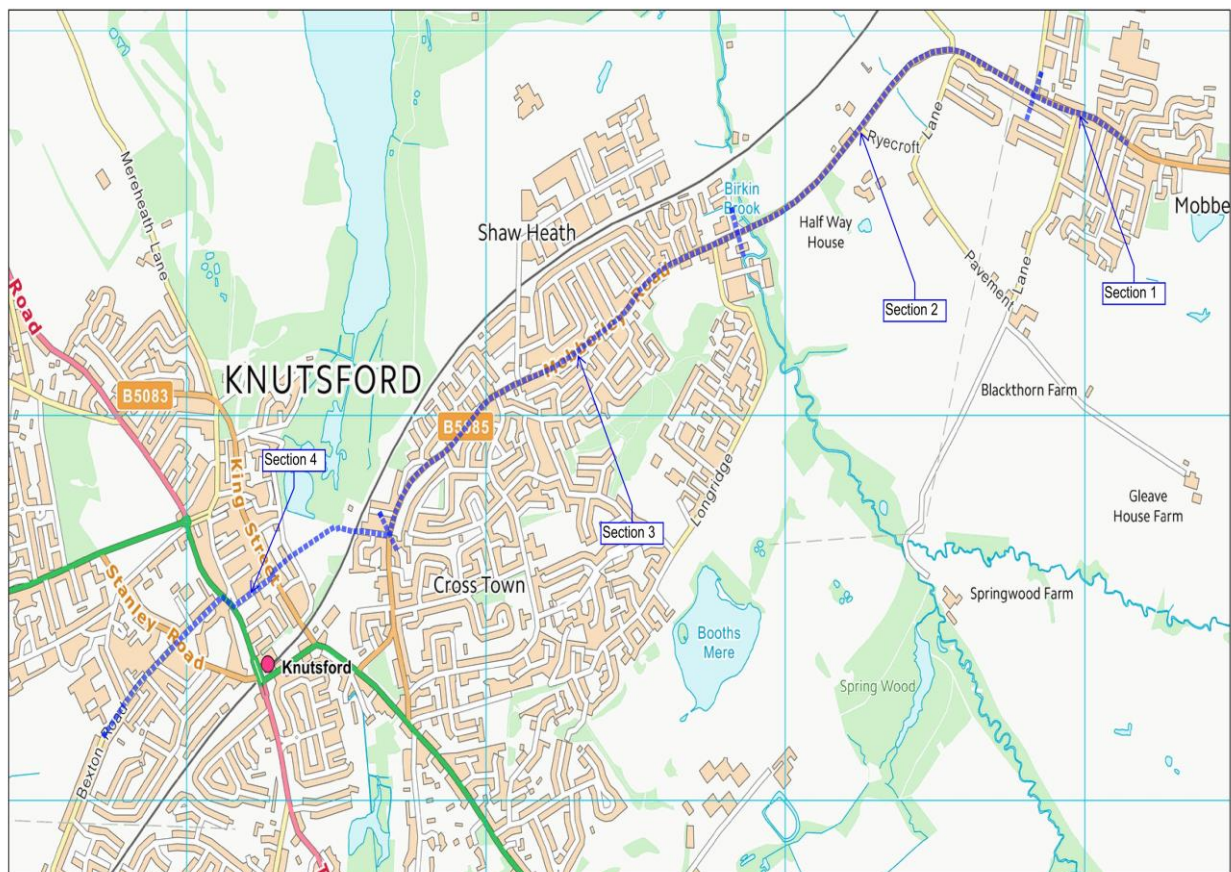 Mereheath Lane
Road
B5083
KNUTSFORD
King Street
Section 4
Stanley Road
Bexton Road
Knutsford
Shaw Heath
Mobberley Road
B5085
Cross Town
Section 3
Longridge
Birkin
Brook
Half Way
House
Ryecroft
Lane
Section 2
Pavement
Lane
Section 1
Mobbe
Blackthorn Farm
Gleave
House Farm
Springwood Farm
Booths
Mere
Spring Wood